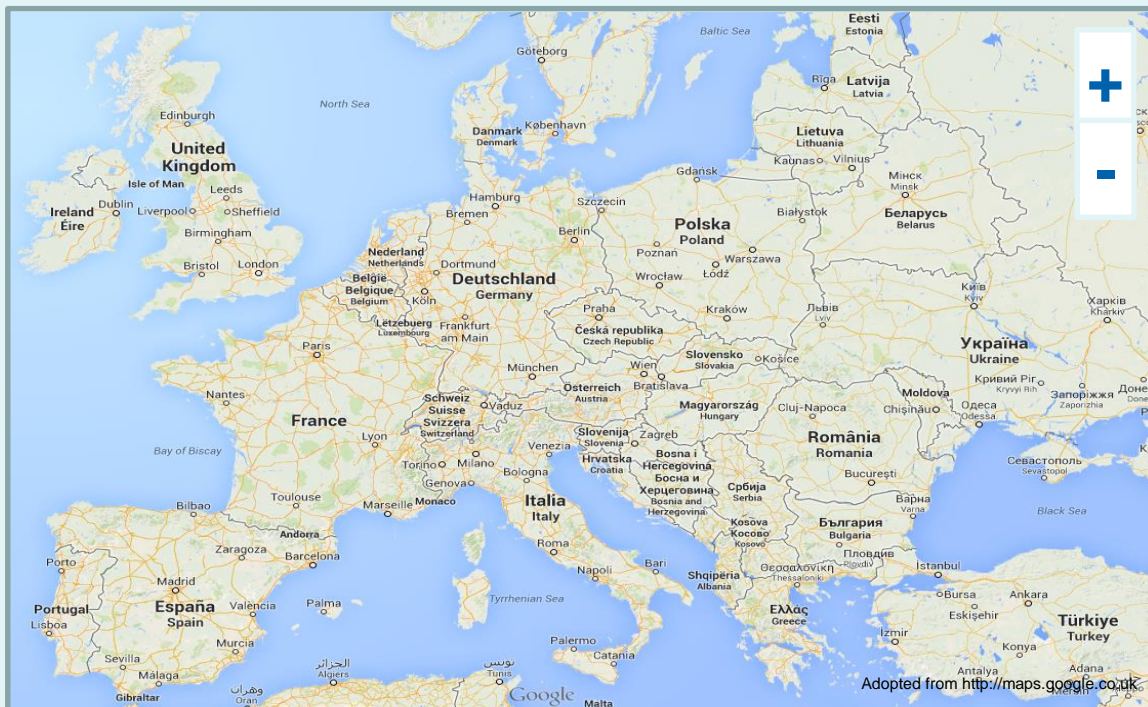 Eesti
Estonia
Baltic Sea
Göteborg
Rīga
Latvija
Latvia
North Sea
Edinburgh
Danmark
Denmark
København
Lietuva
Lithuania
Kaunas
Vilnius
United
Kingdom
Isle of Man
Gdańsk
Мінск
Minsk
Беларусь
Belarus
Ireland
Éire
Dublin
Leeds
Liverpool
Sheffield
Hamburg
Szczecin
Bremen
Białystok
Polska
Poland
Birmingham
Berlin
Poznań
Warszawa
Nederland
Netherlands
Dortmund
Bristol
London
Deutschland
Germany
Łódź
Wrocław
België
Belgique
Belgium
Köln
Київ
Kyiv
Харків
Kharkiv
Praha
Kraków
Львів
Lviv
Lëtzebuerg
Luxembourg
Frankfurt
am Main
Česká republika
Czech Republic
Україна
Ukraine
Paris
Slovensko
Slovakia
Košice
München
Wien
Bratislava
Кривий Ріг
Kryvyi Rih
Запоріжжя
Zaporizhia
Nantes
Österreich
Austria
Moldova
Chișinău
Одеса
Odessa
Schweiz
Suisse
Svizzera
Switzerland
Vaduz
Magyarország
Hungary
Cluj-Napoca
France
Lyon
Slovenija
Slovenia
Zagreb
România
Romania
Bay of Biscay
Torino
Milano
Venezia
Hrvatska
Croatia
Bosna i
Hercegovina
Босна и
Херцеговина
Bosnia and
Herzegovina
Genova
Bologna
București
Севастополь
Sevastopol
Србија
Serbia
Toulouse
Marseille
Monaco
Italia
Italy
Варна
Varna
Black Sea
Bilbao
Andorra
Kosova
Косово
Kosovo
България
Bulgaria
Zaragoza
Barcelona
Roma
Пловдив
Plovdiv
Porto
Bari
Θεσσαλονίκη
Thessaloniki
İstanbul
Madrid
Napoli
Shqipëria
Albania
Bursa
Ankara
Eskişehir
Portugal
Lisboa
España
Spain
València
Palma
Tyrrhenian Sea
Ελλάς
Greece
Türkiye
Turkey
Murcia
Palermo
İzmir
Konya
Sevilla
Málaga
الجزائر
Algiers
تونس
Tunis
Catania
Antalya
Adana
Gibraltar
وهران
Oran
Google
Malta
Adopted from http://maps.google.co.uk
+
-